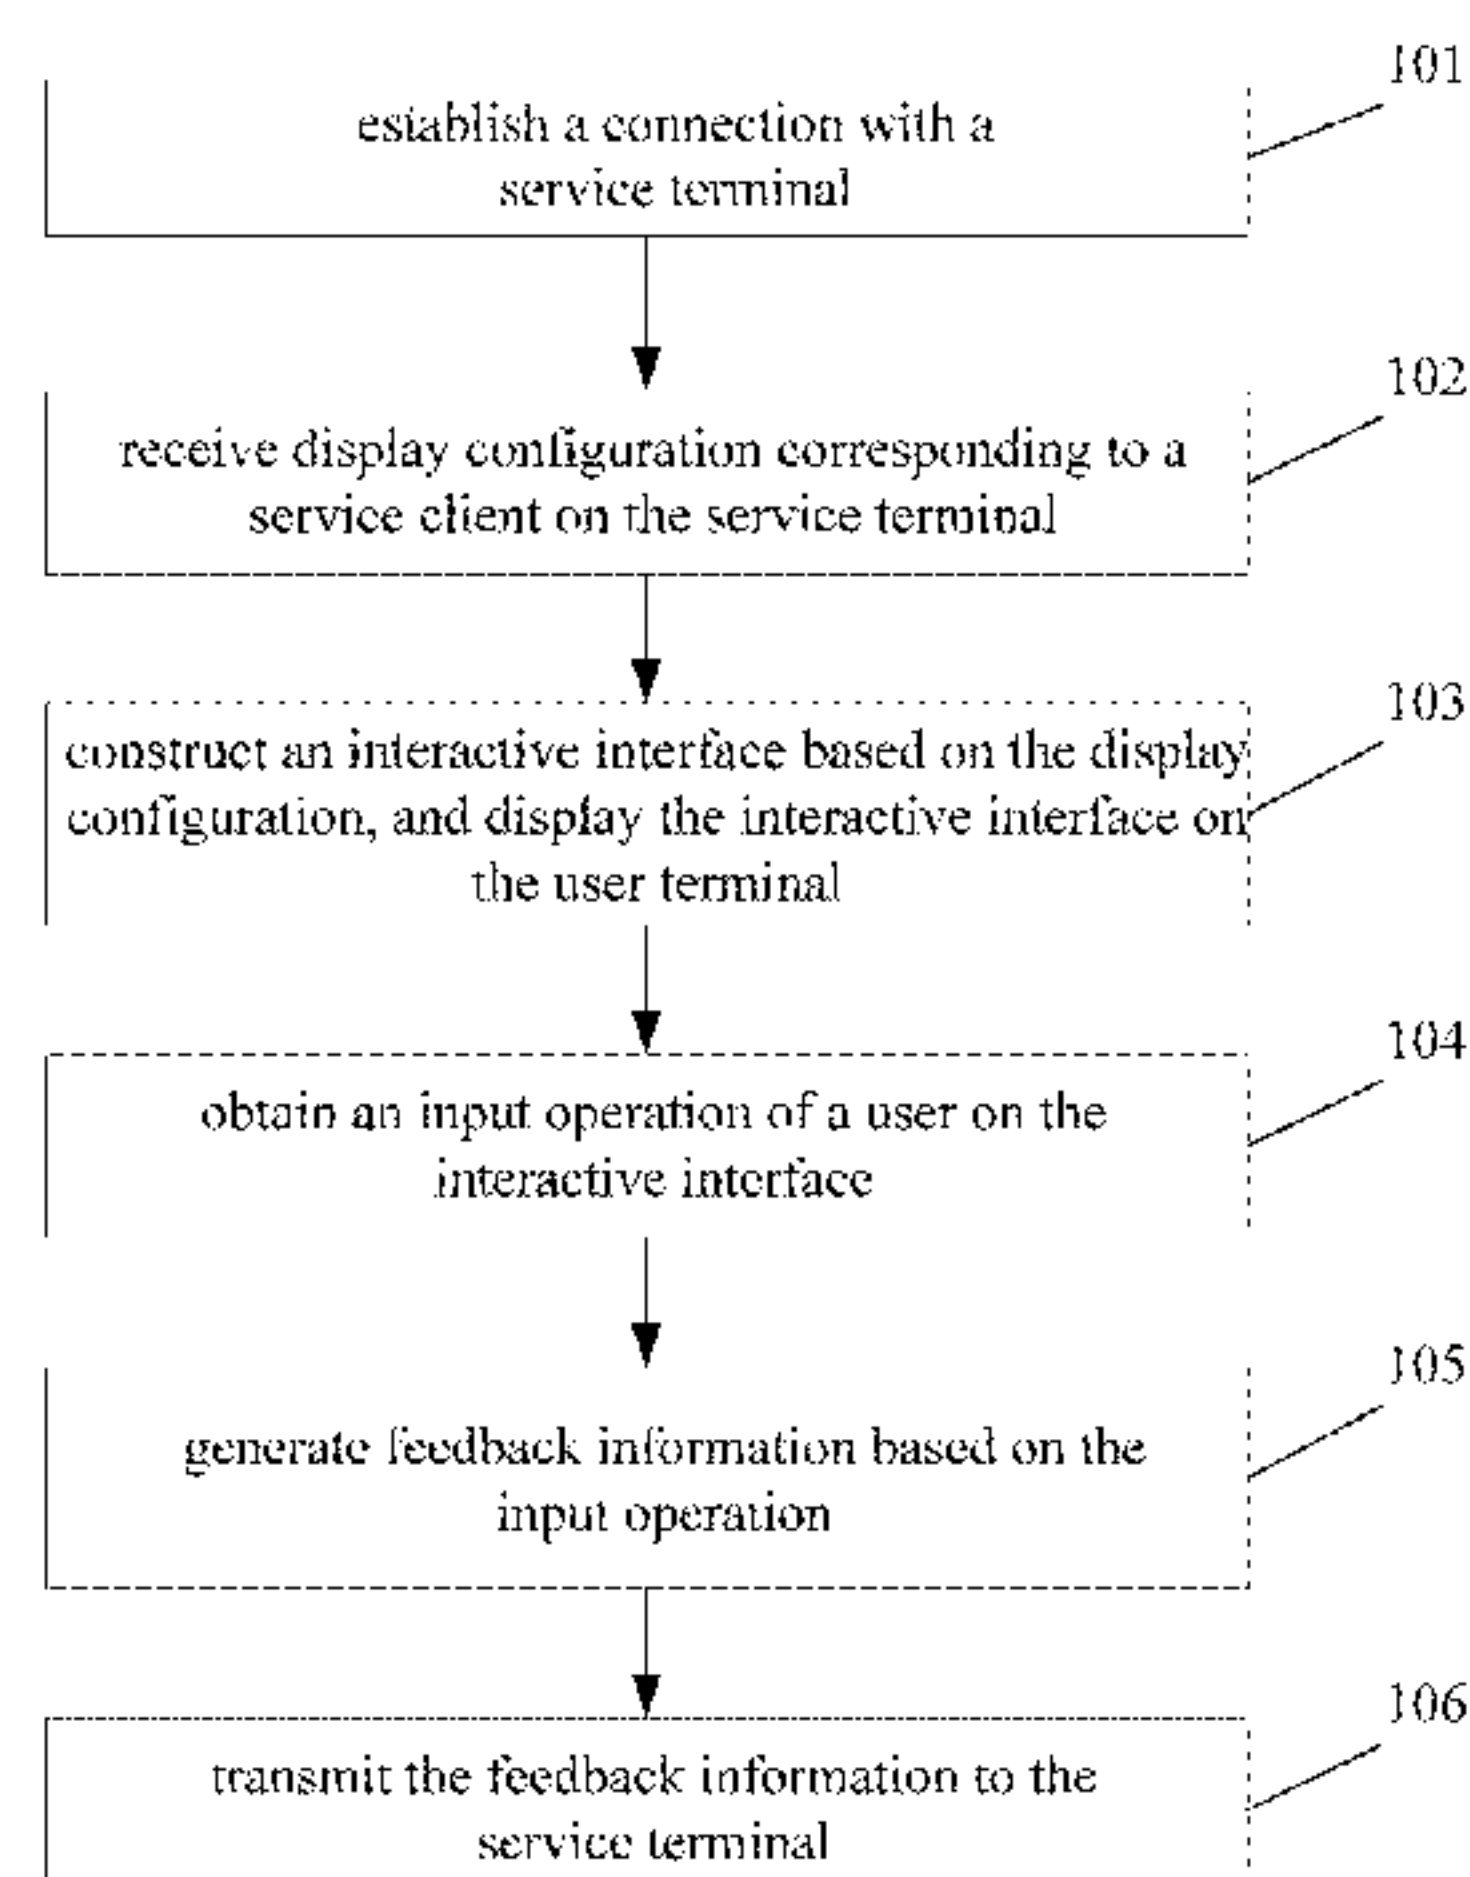 101
establish a connection with a
service terminal
102
receive display configuration corresponding to a
service client on the service terminal
103
construct an interactive interface based on the display
configuration, and display the interactive interface on
the user terminal
104
obtain an input operation of a user on the
interactive interface
105
generate feedback information based on the
input operation
106
transmit the feedback information to the
service terminal